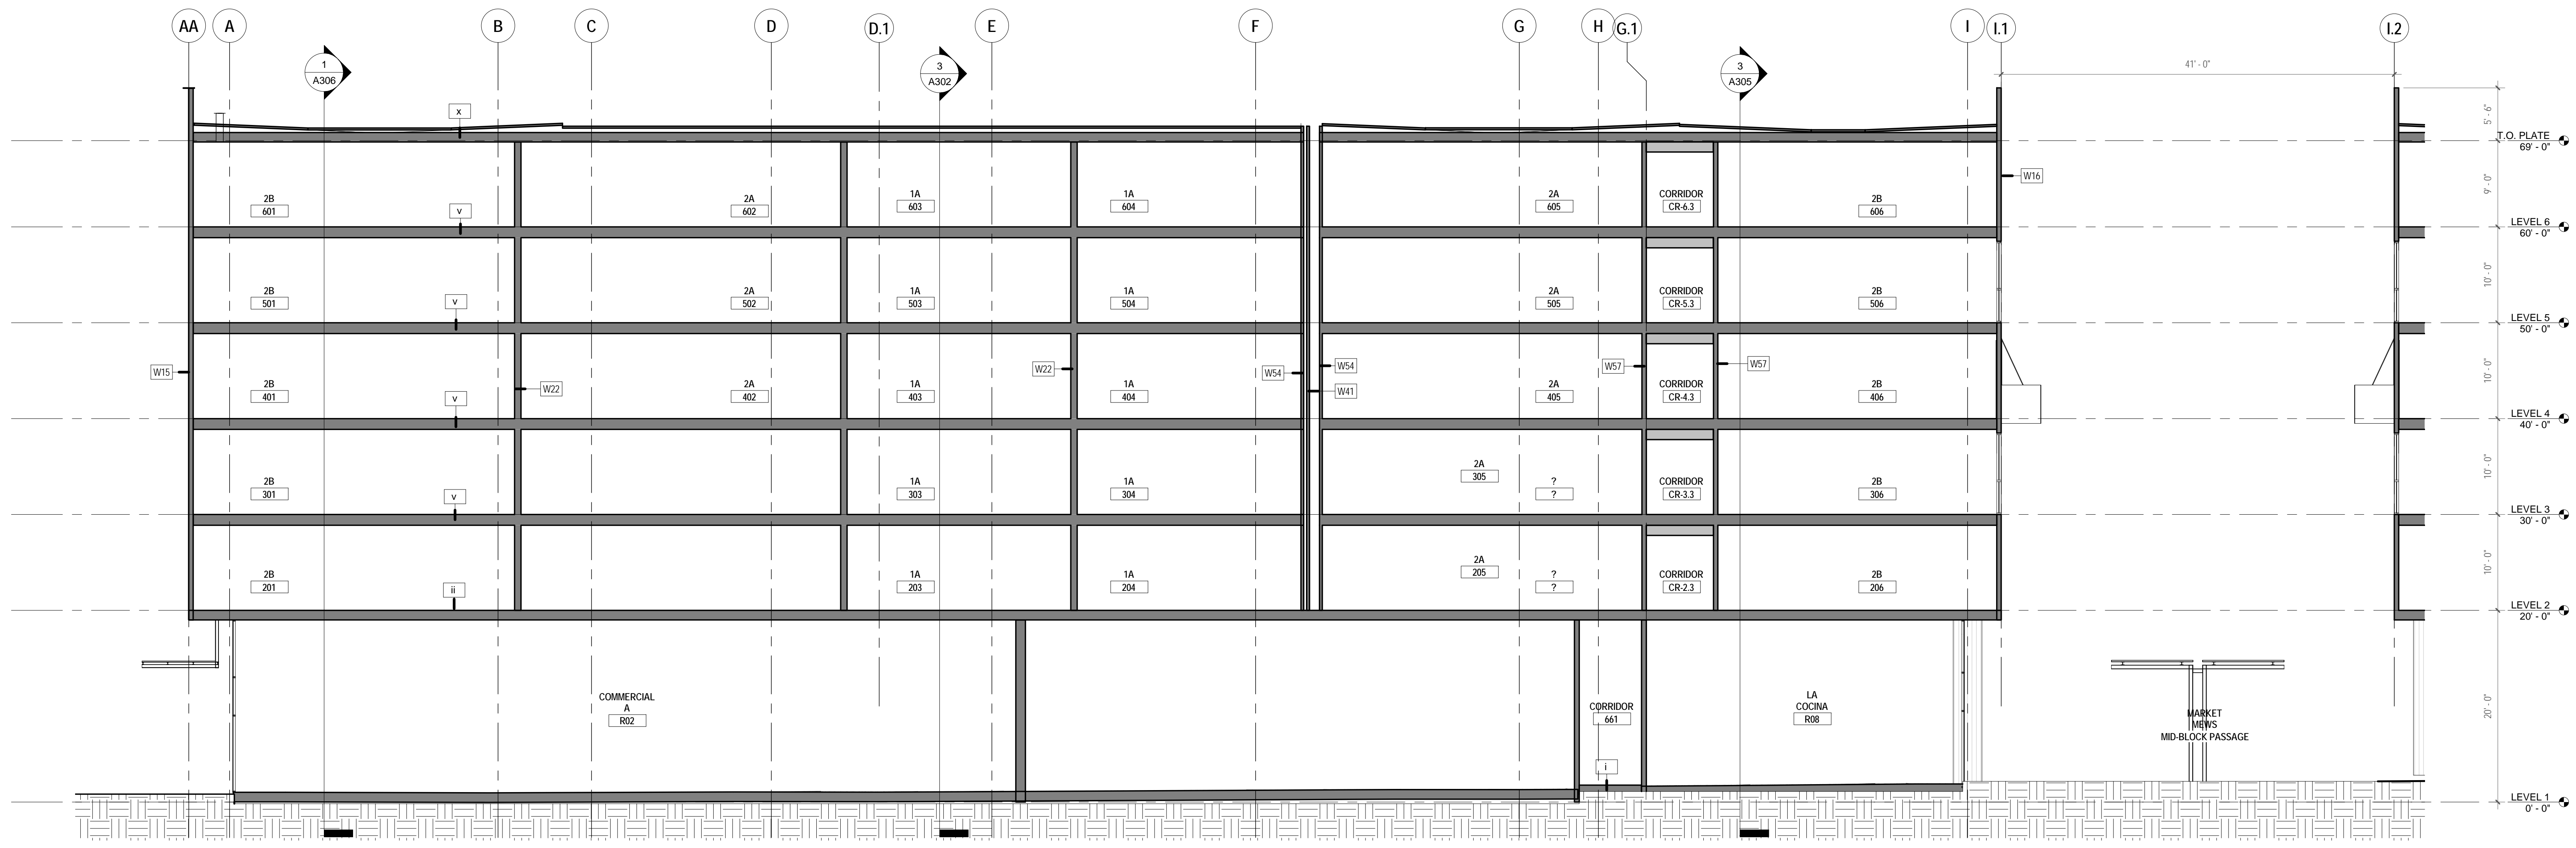 AA
A
B
C
D
D.1
E
F
G
H
G.1
I
I.1
I.2
1
A306
3
A302
3
A305
41' - 0"
5' - 6"
x
T.O. PLATE
69' - 0"
W16
9' - 0"
2B
601
v
2A
602
1A
603
1A
604
2A
605
CORRIDOR
CR-6.3
2B
606
LEVEL 6
60' - 0"
10' - 0"
2B
501
v
2A
502
1A
503
1A
504
2A
505
CORRIDOR
CR-5.3
2B
506
LEVEL 5
50' - 0"
W15
W22
W22
W54
W54
W41
W57
W57
10' - 0"
2B
401
v
2A
402
1A
403
1A
404
2A
405
CORRIDOR
CR-4.3
2B
406
LEVEL 4
40' - 0"
10' - 0"
2B
301
v
1A
303
1A
304
2A
305
?
?
CORRIDOR
CR-3.3
2B
306
LEVEL 3
30' - 0"
10' - 0"
2B
201
ii
1A
203
1A
204
2A
205
?
?
CORRIDOR
CR-2.3
2B
206
LEVEL 2
20' - 0"
COMMERCIAL
A
R02
CORRIDOR
661
LA
COCINA
R08
MARKET
MEWS
MID-BLOCK PASSAGE
20' - 0"
i
LEVEL 1
0' - 0"